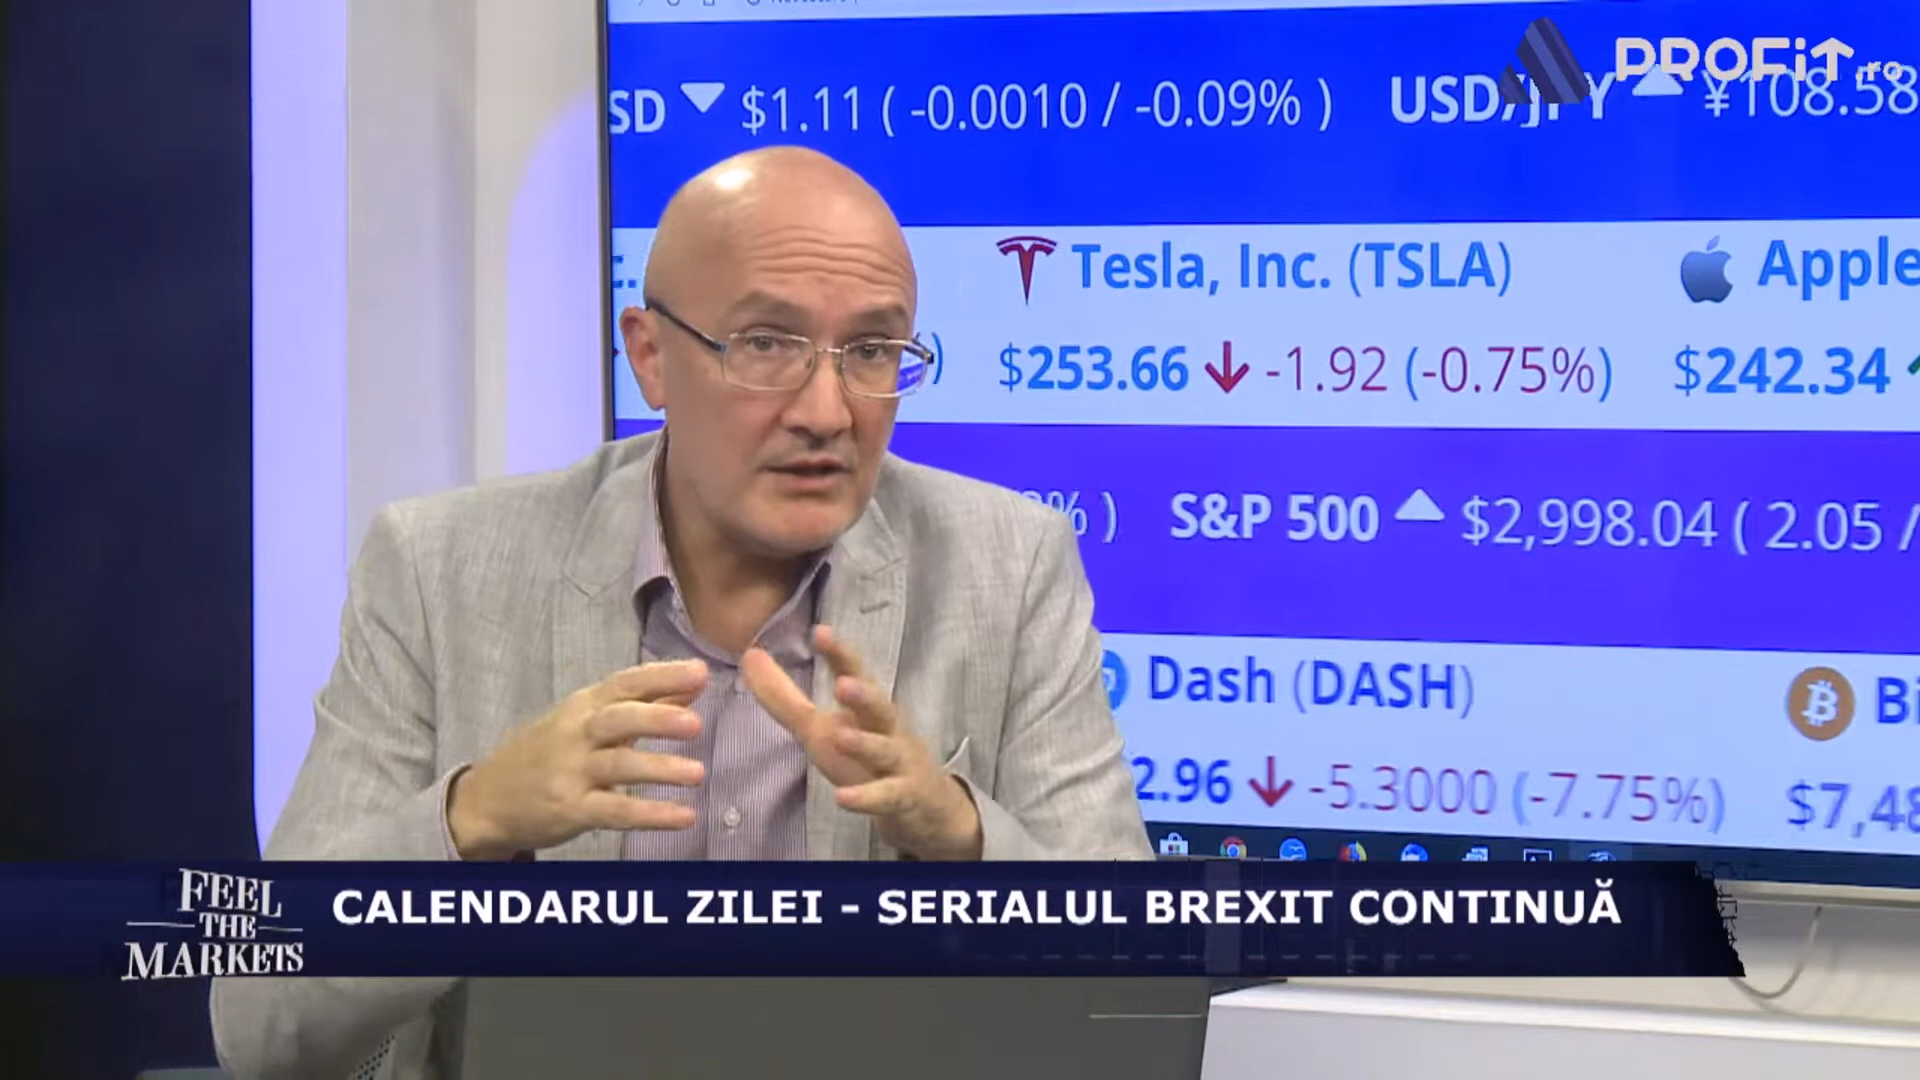 PROFIT.ro
SD $1.11 ( -0.0010 / -0.09% ) USD/JPY ¥108.58
Tesla, Inc. (TSLA) Apple
$253.66 -1.92 (-0.75%) $242.34
% ) S&P 500 $2,998.04 ( 2.05 /
Dash (DASH) Bi
2.96 -5.3000 (-7.75%) $7,48
FEEL
THE
MARKETS
CALENDARUL ZILEI - SERIALUL BREXIT CONTINUĂ